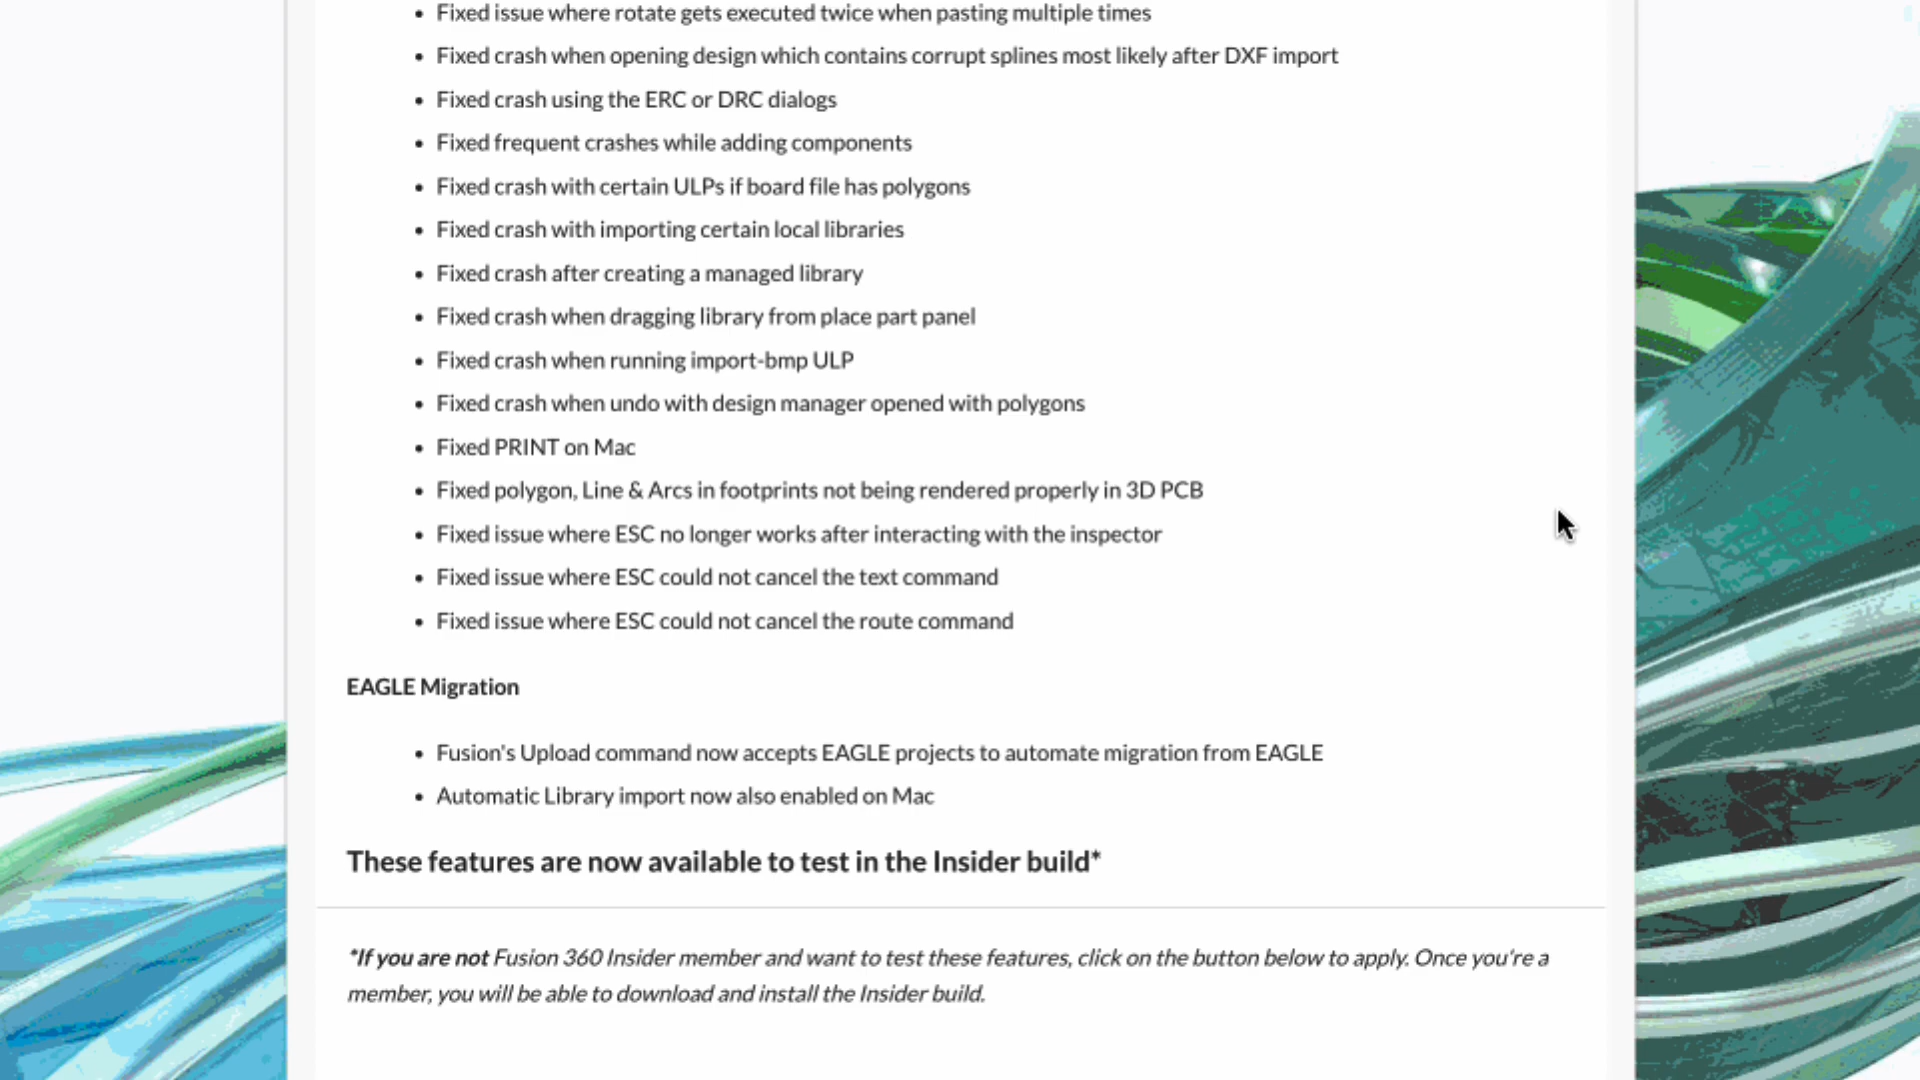 Fixed issue where rotate gets executed twice when pasting multiple times
Fixed crash when opening design which contains corrupt splines most likely after DXF import
Fixed crash using the ERC or DRC dialogs
Fixed frequent crashes while adding components
Fixed crash with certain ULPs if board file has polygons
Fixed crash with importing certain local libraries
Fixed crash after creating a managed library
Fixed crash when dragging library from place part panel
Fixed crash when running import-bmp ULP
Fixed crash when undo with design manager opened with polygons
Fixed PRINT on Mac
Fixed polygon, Line & Arcs in footprints not being rendered properly in 3D PCB
Fixed issue where ESC no longer works after interacting with the inspector
Fixed issue where ESC could not cancel the text command
Fixed issue where ESC could not cancel the route command
EAGLE Migration
Fusion's Upload command now accepts EAGLE projects to automate migration from EAGLE
Automatic Library import now also enabled on Mac
These features are now available to test in the Insider build*
*If you are not Fusion 360 Insider member and want to test these features, click on the button below to apply. Once you're a
member, you will be able to download and install the Insider build.